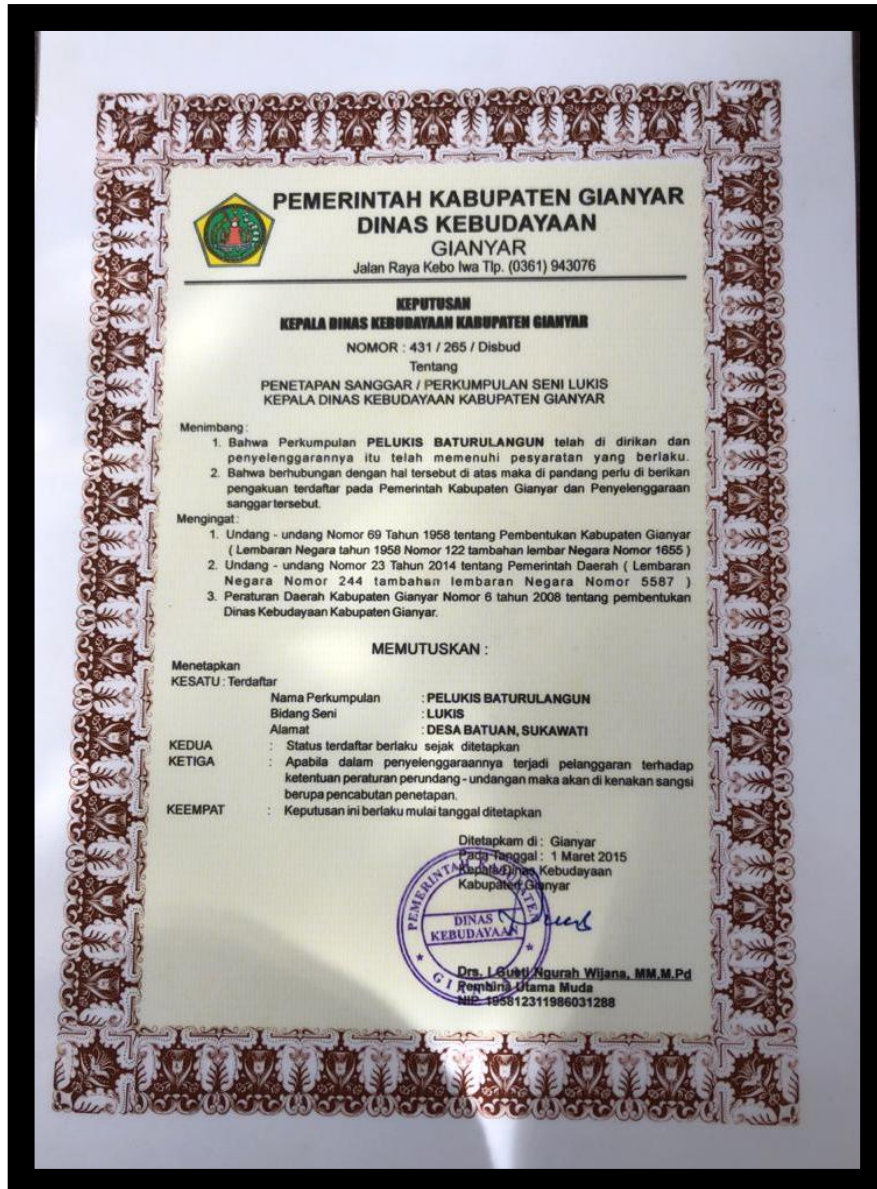 PEMERINTAH KABUPATEN GIANYAR
DINAS KEBUDAYAAN
GIANYAR
Jalan Raya Kebo Iwa Tlp. (0361) 943076
KEPUTUSAN
KEPALA DINAS KEBUDAYAAN KABUPATEN GIANYAR
NOMOR : 431 / 265 / Disbud
Tentang
PENETAPAN SANGGAR / PERKUMPULAN SENI LUKIS
KEPALA DINAS KEBUDAYAAN KABUPATEN GIANYAR
Menimbang :
1. Bahwa Perkumpulan PELUKIS BATURULANGUN telah di dirikan dan
penyelenggarannya itu telah memenuhi pesyaratan yang berlaku.
2. Bahwa berhubungan dengan hal tersebut di atas maka di pandang perlu di berikan
pengakuan terdaftar pada Pemerintah Kabupaten Gianyar dan Penyelenggaraan
sanggar tersebut.
Mengingat :
1. Undang - undang Nomor 69 Tahun 1958 tentang Pembentukan Kabupaten Gianyar
( Lembaran Negara tahun 1958 Nomor 122 tambahan lembar Negara Nomor 1655 )
2. Undang - undang Nomor 23 Tahun 2014 tentang Pemerintah Daerah ( Lembaran
Negara Nomor 244 tambahan lembaran Negara Nomor 5587 )
3. Peraturan Daerah Kabupaten Gianyar Nomor 6 tahun 2008 tentang pembentukan
Dinas Kebudayaan Kabupaten Gianyar.
MEMUTUSKAN :
Menetapkan
KESATU : Terdaftar
Nama Perkumpulan : PELUKIS BATURULANGUN
Bidang Seni : LUKIS
Alamat : DESA BATUAN, SUKAWATI
KEDUA : Status terdaftar berlaku sejak ditetapkan
KETIGA : Apabila dalam penyelenggaraannya terjadi pelanggaran terhadap
ketentuan peraturan perundang - undangan maka akan di kenakan sangsi
berupa pencabutan penetapan.
KEEMPAT : Keputusan ini berlaku mulai tanggal ditetapkan
Ditetapkam di : Gianyar
Pada Tanggal : 1 Maret 2015
Kepala Dinas Kebudayaan
Kabupaten Gianyar
PEMERINTAH KABUPATEN
DINAS
KEBUDAYAAN
GIANYAR
Drs. I Gusti Ngurah Wijana, MM,M.Pd
Pembina Utama Muda
NIP. 195812311986031288